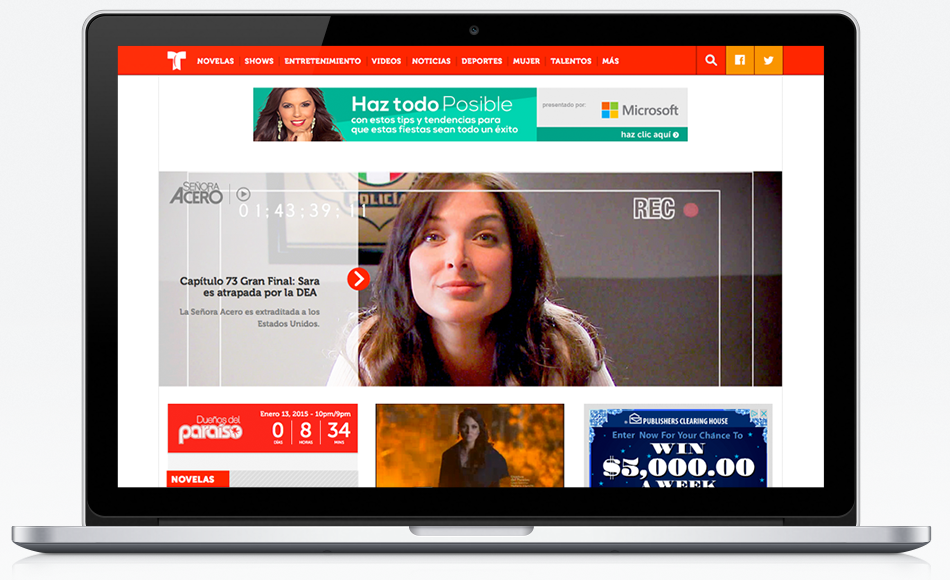 NOVELAS SHOWS ENTRETENIMIENTO VIDEOS NOTICIAS DEPORTES MUJER TALENTOS MÁS
Haz todo Posible
con estos tips y tendencias para
que estas fiestas sean todo un éxito
presentado por:
Microsoft
haz clic aquí
SEÑORA
ACERO
01:43:39:11
POLICÍA
REC
Capítulo 73 Gran Final: Sara
es atrapada por la DEA
La Señora Acero es extraditada a los
Estados Unidos.
Dueños del
paraíso
Enero 13, 2015 - 10pm/9pm
0 8 34
DÍAS HORAS MINS
NOVELAS
PUBLISHERS CLEARING HOUSE
Enter Now For Your Chance To
WIN
$5,000.00
A WEEK